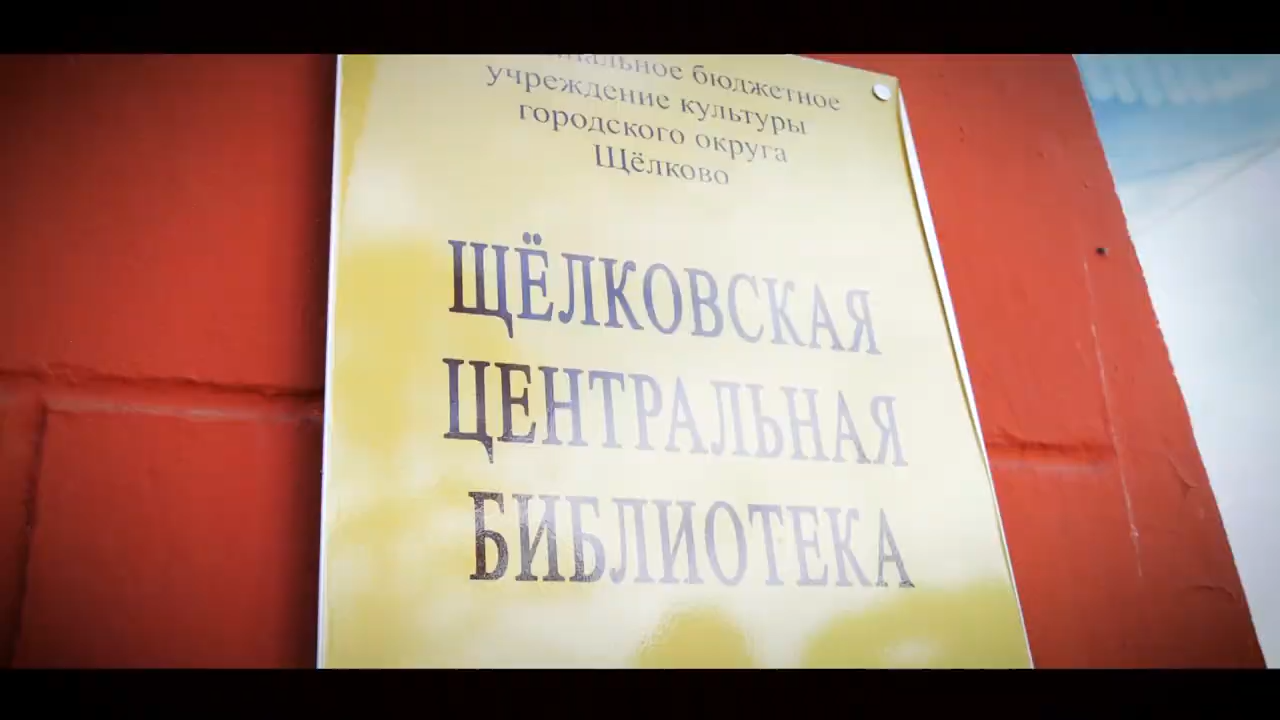 бюджетное
учреждение культуры
городского округа
Щёлково
ЩЁЛКОВСКАЯ
ЦЕНТРАЛЬНАЯ
БИБЛИОТЕКА